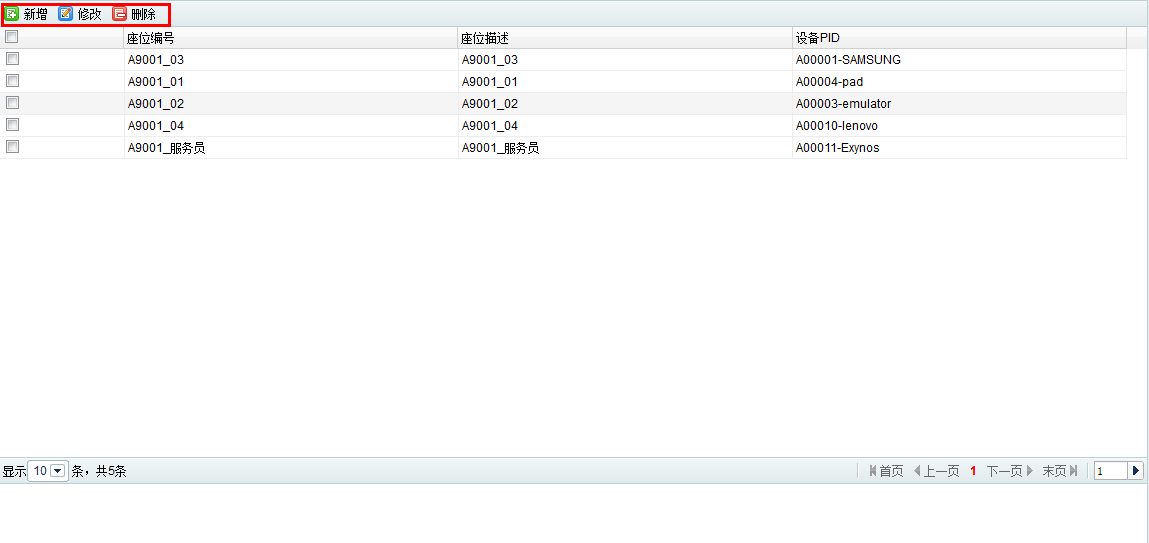 新增 修改 删除
座位编号 座位描述 设备PID
A9001_03 A9001_03 A00001-SAMSUNG
A9001_01 A9001_01 A00004-pad
A9001_02 A9001_02 A00003-emulator
A9001_04 A9001_04 A00010-lenovo
A9001_服务员 A9001_服务员 A00011-Exynos
显示 10 条，共5条 首页 上一页 1 下一页 末页 1